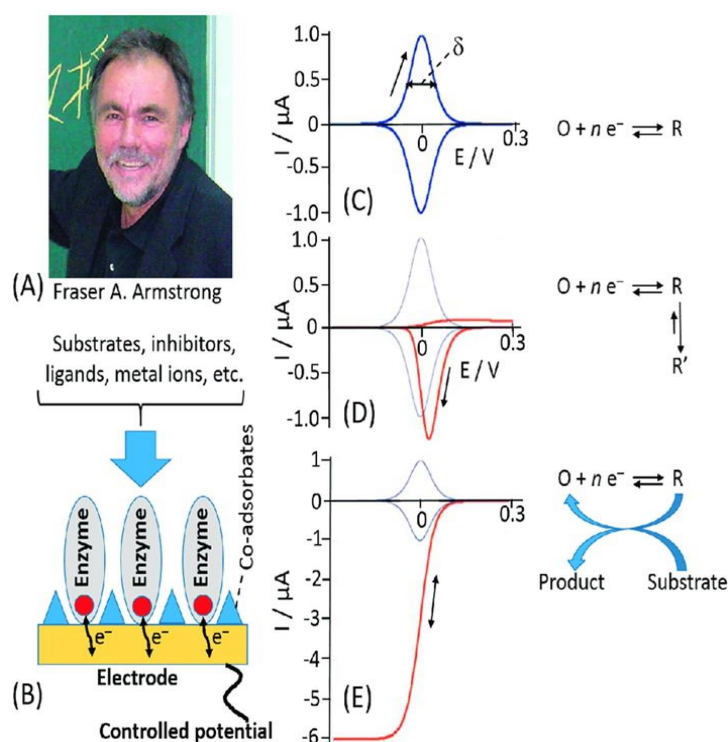 (A)
Fraser A. Armstrong
Substrates, inhibitors,
ligands, metal ions, etc.
Co-adsorbates
Enzyme
Enzyme
Enzyme
e⁻
e⁻
e⁻
Electrode
(B)
Controlled potential
I / μA
1.0
0.5
0
-0.5
-1.0
δ
0
0.3
E / V
(C)
O + n e⁻ ⇌ R
I / μA
1.0
0.5
0
-0.5
-1.0
0
0.3
E / V
(D)
O + n e⁻ ⇌ R
R'
I / μA
1
0
-1
-2
-3
-4
-5
-6
0
0.3
(E)
O + n e⁻ ⇌ R
Product
Substrate